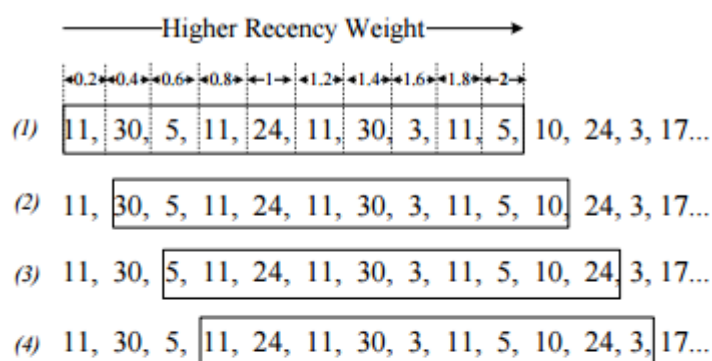 Higher Recency Weight
0.2 0.4 0.6 0.8 1 1.2 1.4 1.6 1.8 2
(1) 11, 30, 5, 11, 24, 11, 30, 3, 11, 5, 10, 24, 3, 17...
(2) 11, 30, 5, 11, 24, 11, 30, 3, 11, 5, 10, 24, 3, 17...
(3) 11, 30, 5, 11, 24, 11, 30, 3, 11, 5, 10, 24, 3, 17...
(4) 11, 30, 5, 11, 24, 11, 30, 3, 11, 5, 10, 24, 3, 17...